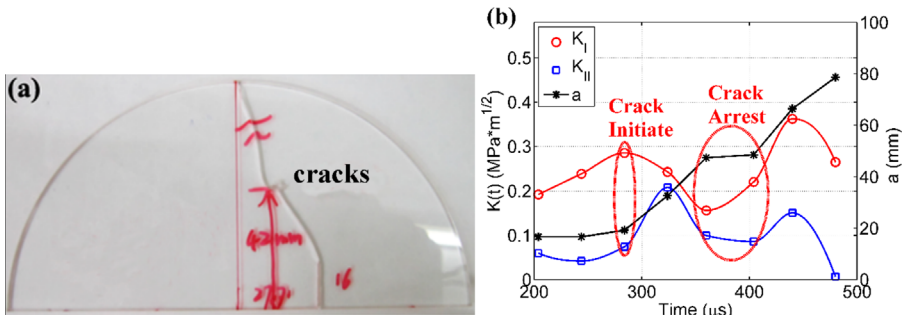 (a)
cracks
42mm
16
(b)
K_I
K_II
a
Crack
Initiate
Crack
Arrest
K(t) (MPa*m^1/2)
0.5
0.4
0.3
0.2
0.1
0
100
80
60
40
20
0
a (mm)
200
300
400
500
Time (μs)